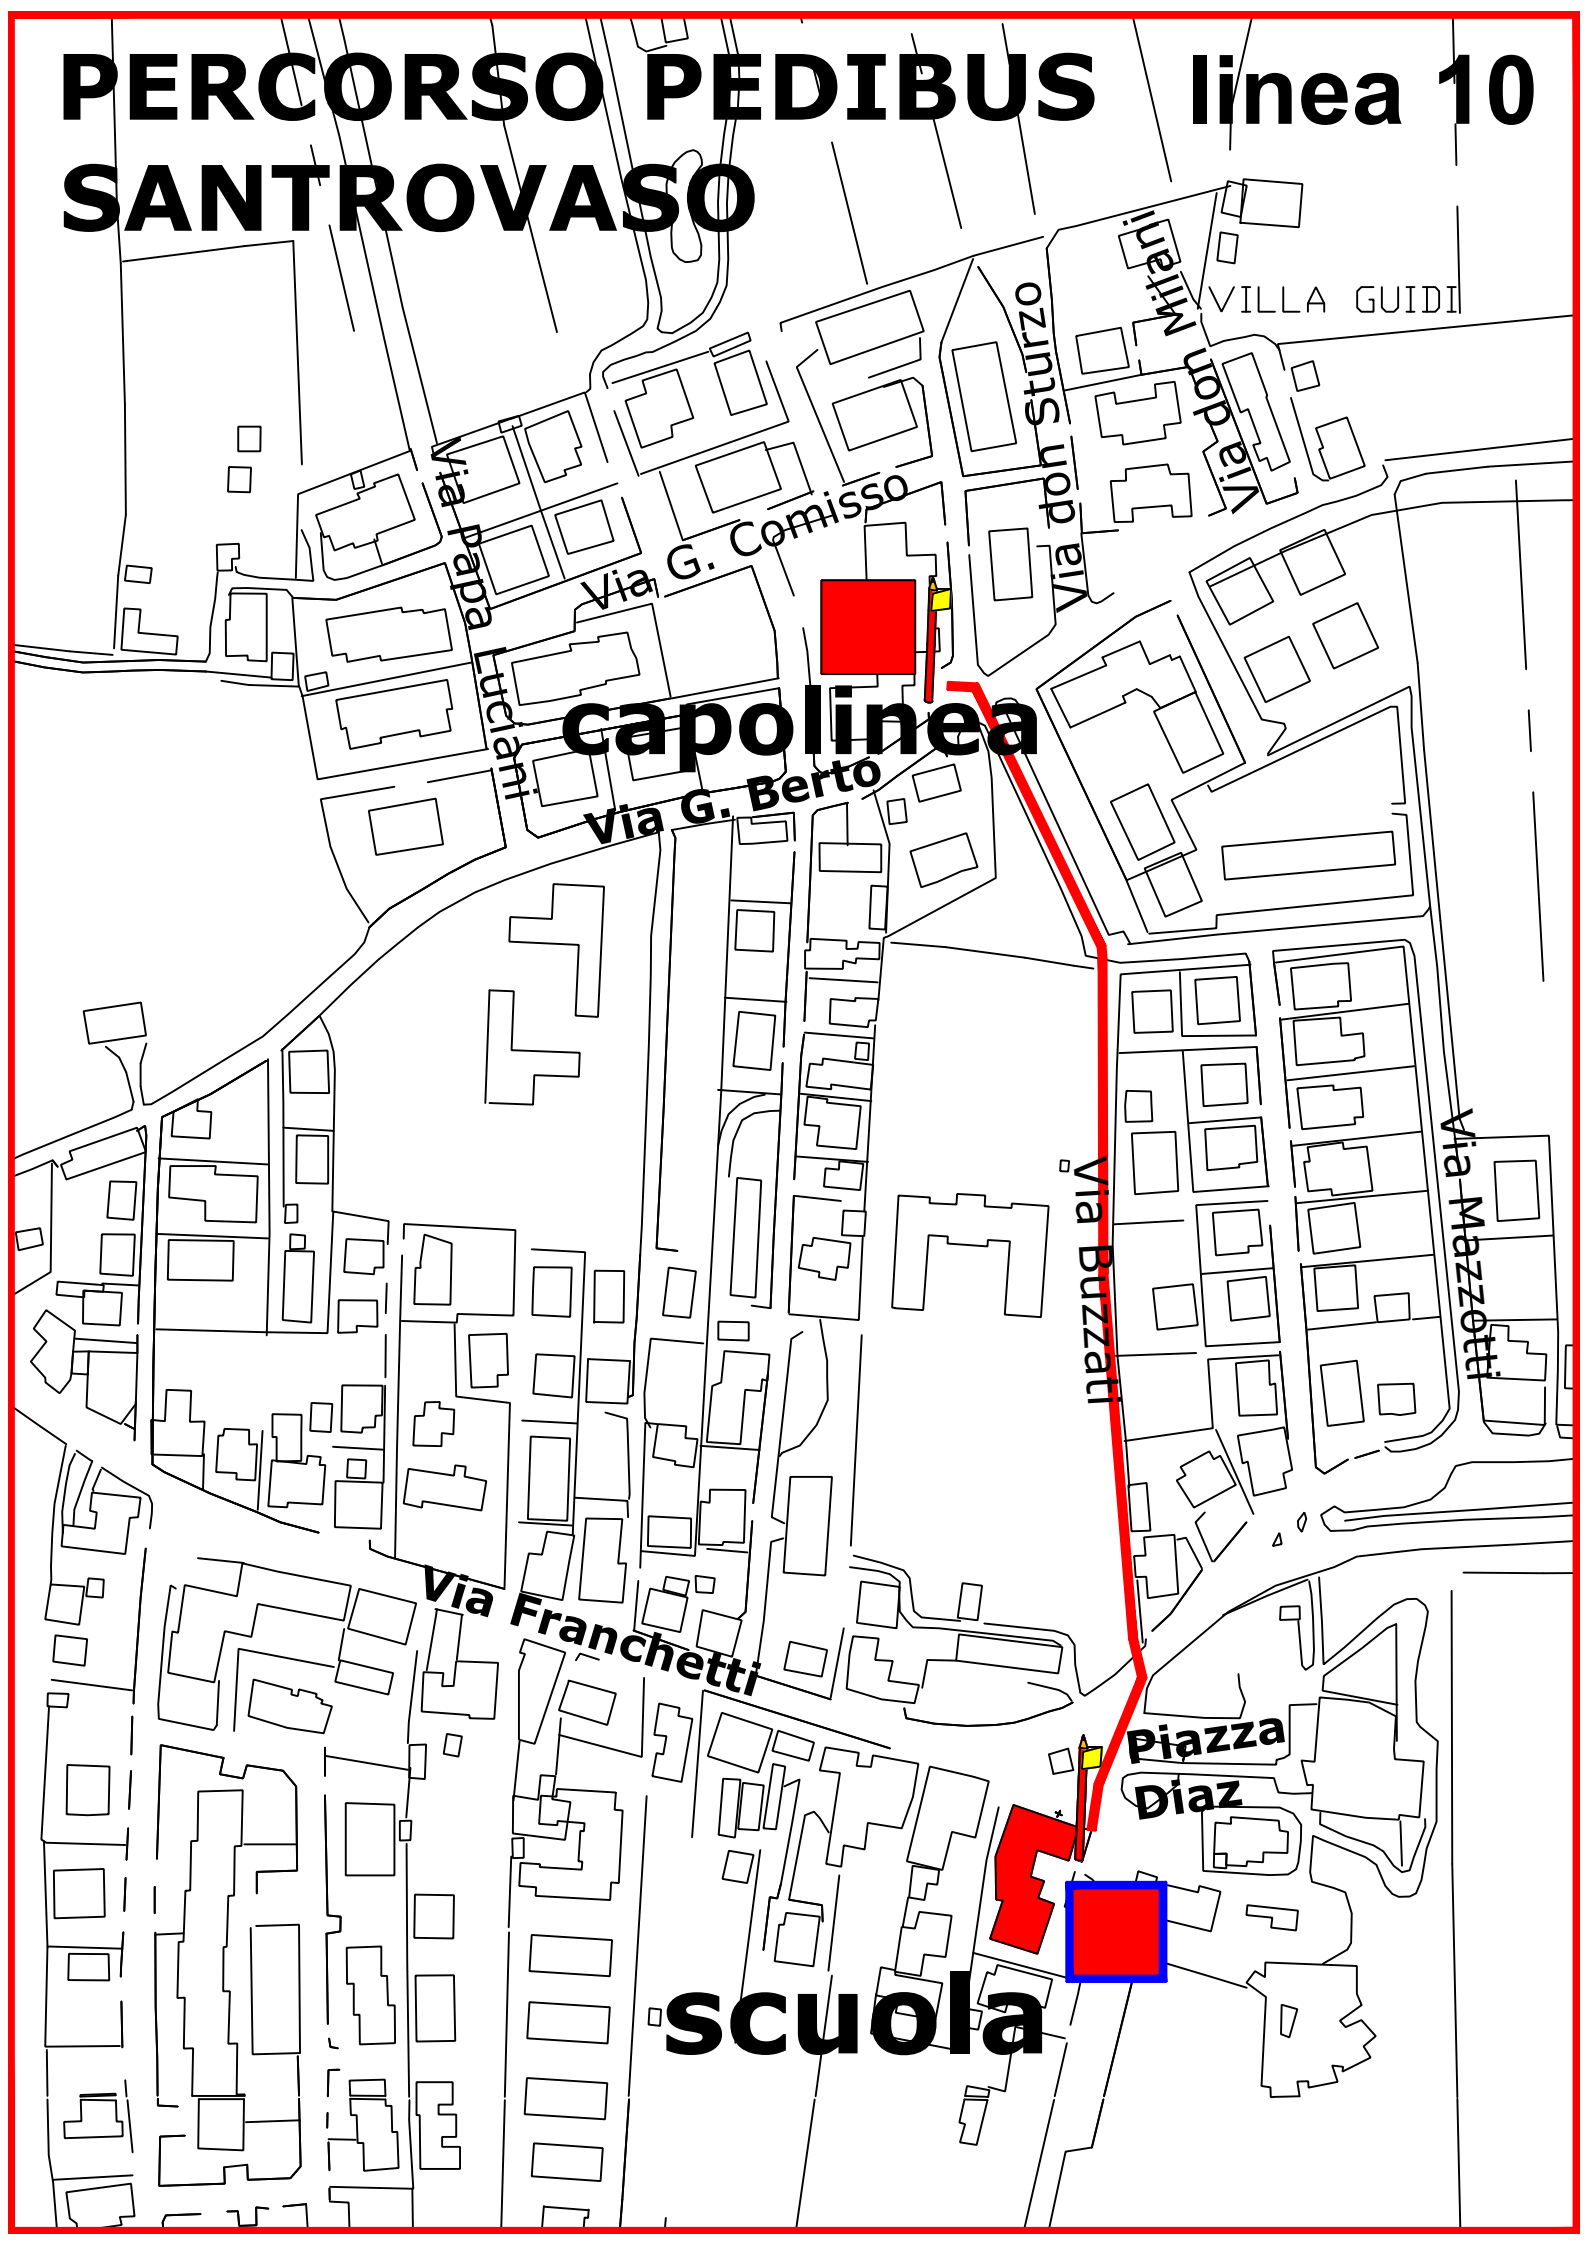 PERCORSO PEDIBUS linea 10
SANTROVASO
Via don Milani
VILLA GUIDI
Via don Sturzo
Via Papa Luciani
Via G. Comisso
capolinea
Via G. Berto
Via Buzzati
Via Mazzotti
Via Franchetti
Piazza
Diaz
scuola